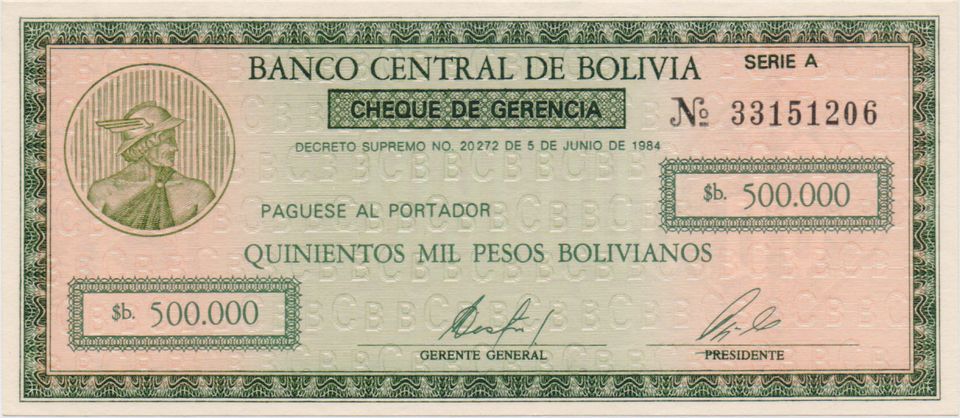 BANCO CENTRAL DE BOLIVIA
SERIE A
CHEQUE DE GERENCIA
№ 33151206
DECRETO SUPREMO NO. 20272 DE 5 DE JUNIO DE 1984
$b. 500.000
PAGUESE AL PORTADOR
QUINIENTOS MIL PESOS BOLIVIANOS
$b. 500.000
GERENTE GENERAL
PRESIDENTE